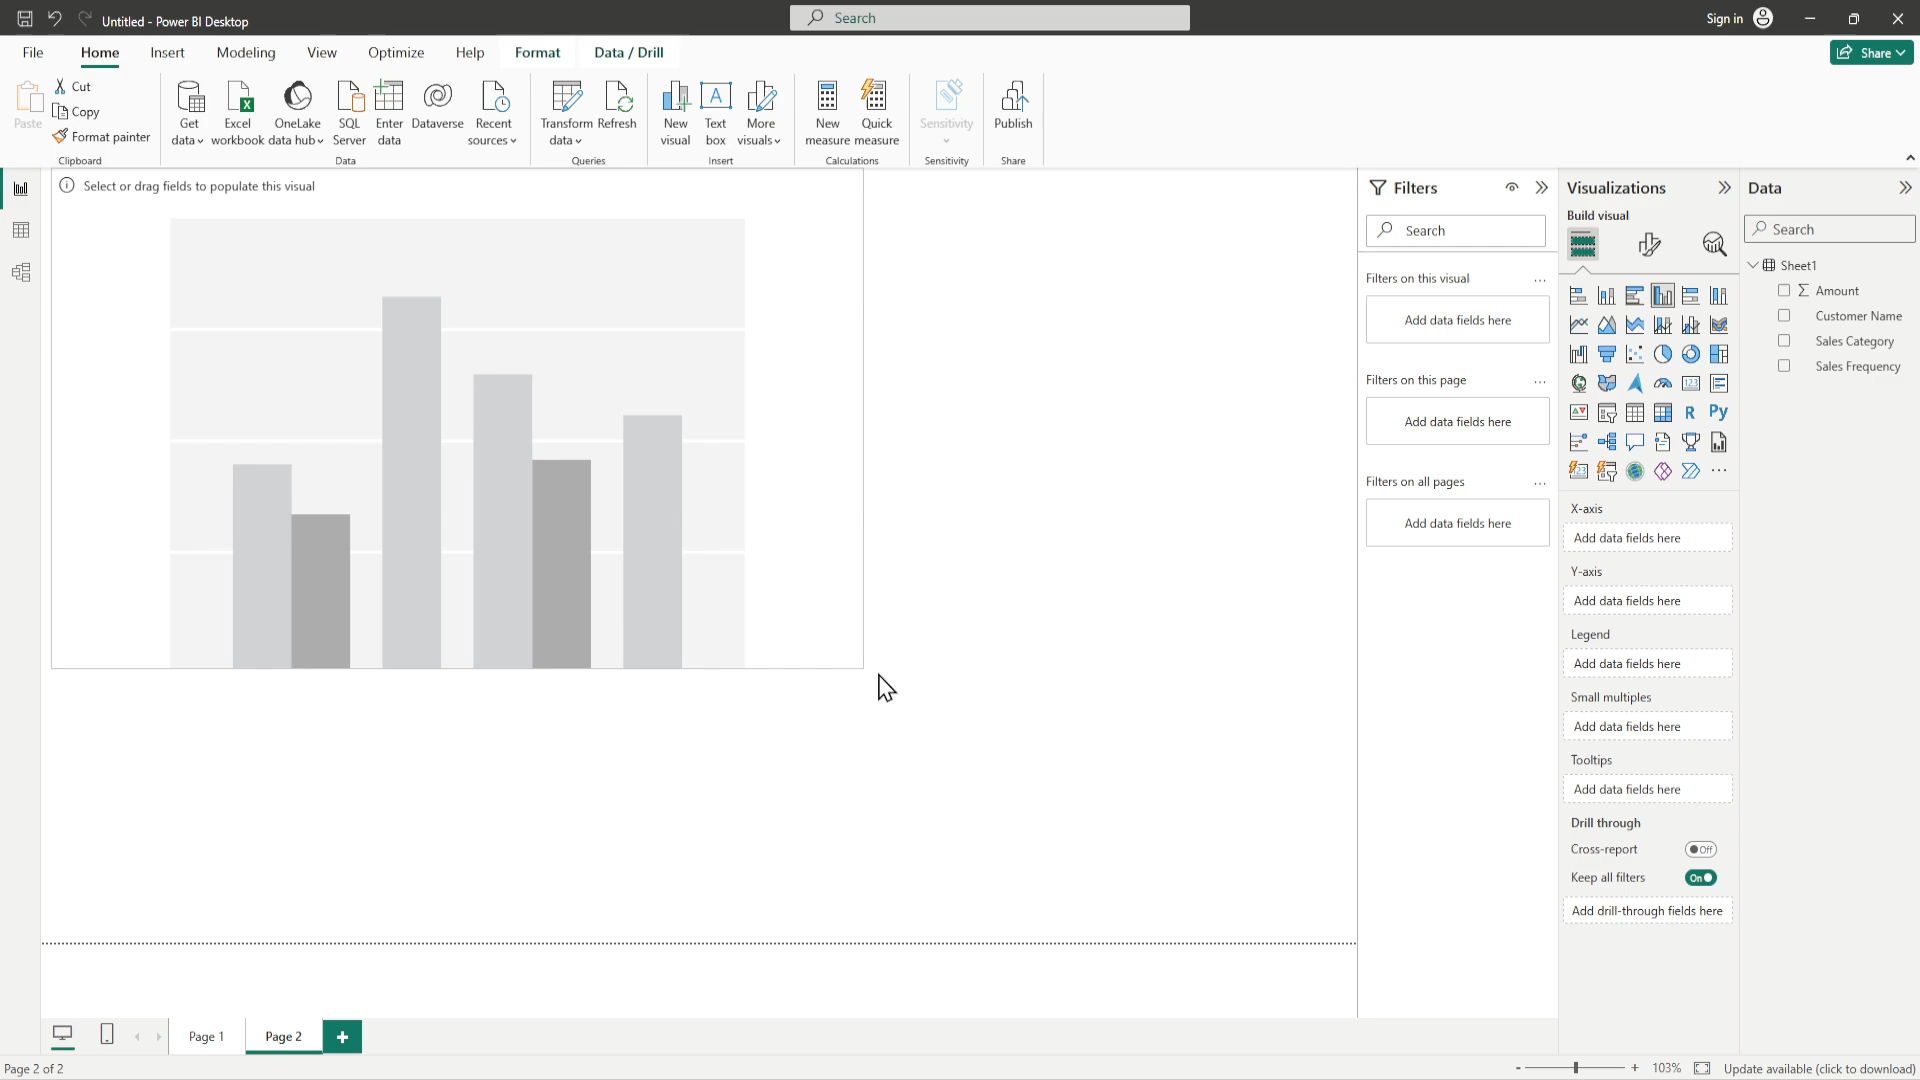 Untitled - Power BI Desktop
Search
Sign in
File
Home
Insert
Modeling
View
Optimize
Help
Format
Data / Drill
Share
Paste
Cut
Copy
Format painter
Clipboard
Get data
Excel workbook
OneLake data hub
SQL Server
Enter data
Dataverse
Recent sources
Data
Transform data
Refresh
Queries
New visual
Text box
A
More visuals
Insert
New measure
Quick measure
Calculations
Sensitivity
Sensitivity
Publish
Share
Select or drag fields to populate this visual
Filters
Search
Filters on this visual
...
Add data fields here
Filters on this page
...
Add data fields here
Filters on all pages
...
Add data fields here
Visualizations
Build visual
123
R
Py
123
...
X-axis
Add data fields here
Y-axis
Add data fields here
Legend
Add data fields here
Small multiples
Add data fields here
Tooltips
Add data fields here
Drill through
Cross-report
Off
Keep all filters
On
Add drill-through fields here
Data
Search
Sheet1
Σ Amount
Customer Name
Sales Category
Sales Frequency
Page 1
Page 2
+
Page 2 of 2
- + 103%
Update available (click to download)